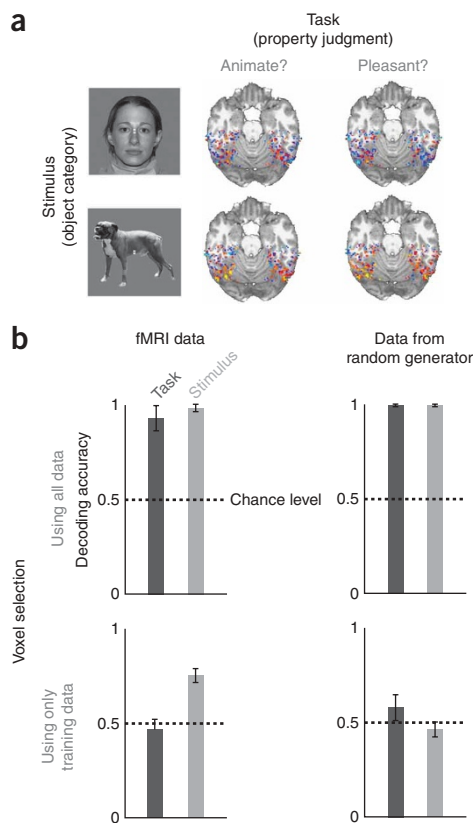 a
Task
(property judgment)
Animate?
Pleasant?
Stimulus
(object category)
b
fMRI data
Data from
random generator
Task
Stimulus
Voxel selection
Using all data
Decoding accuracy
1
0.5
0
Chance level
1
0.5
0
Using only
training data
1
0.5
0
1
0.5
0